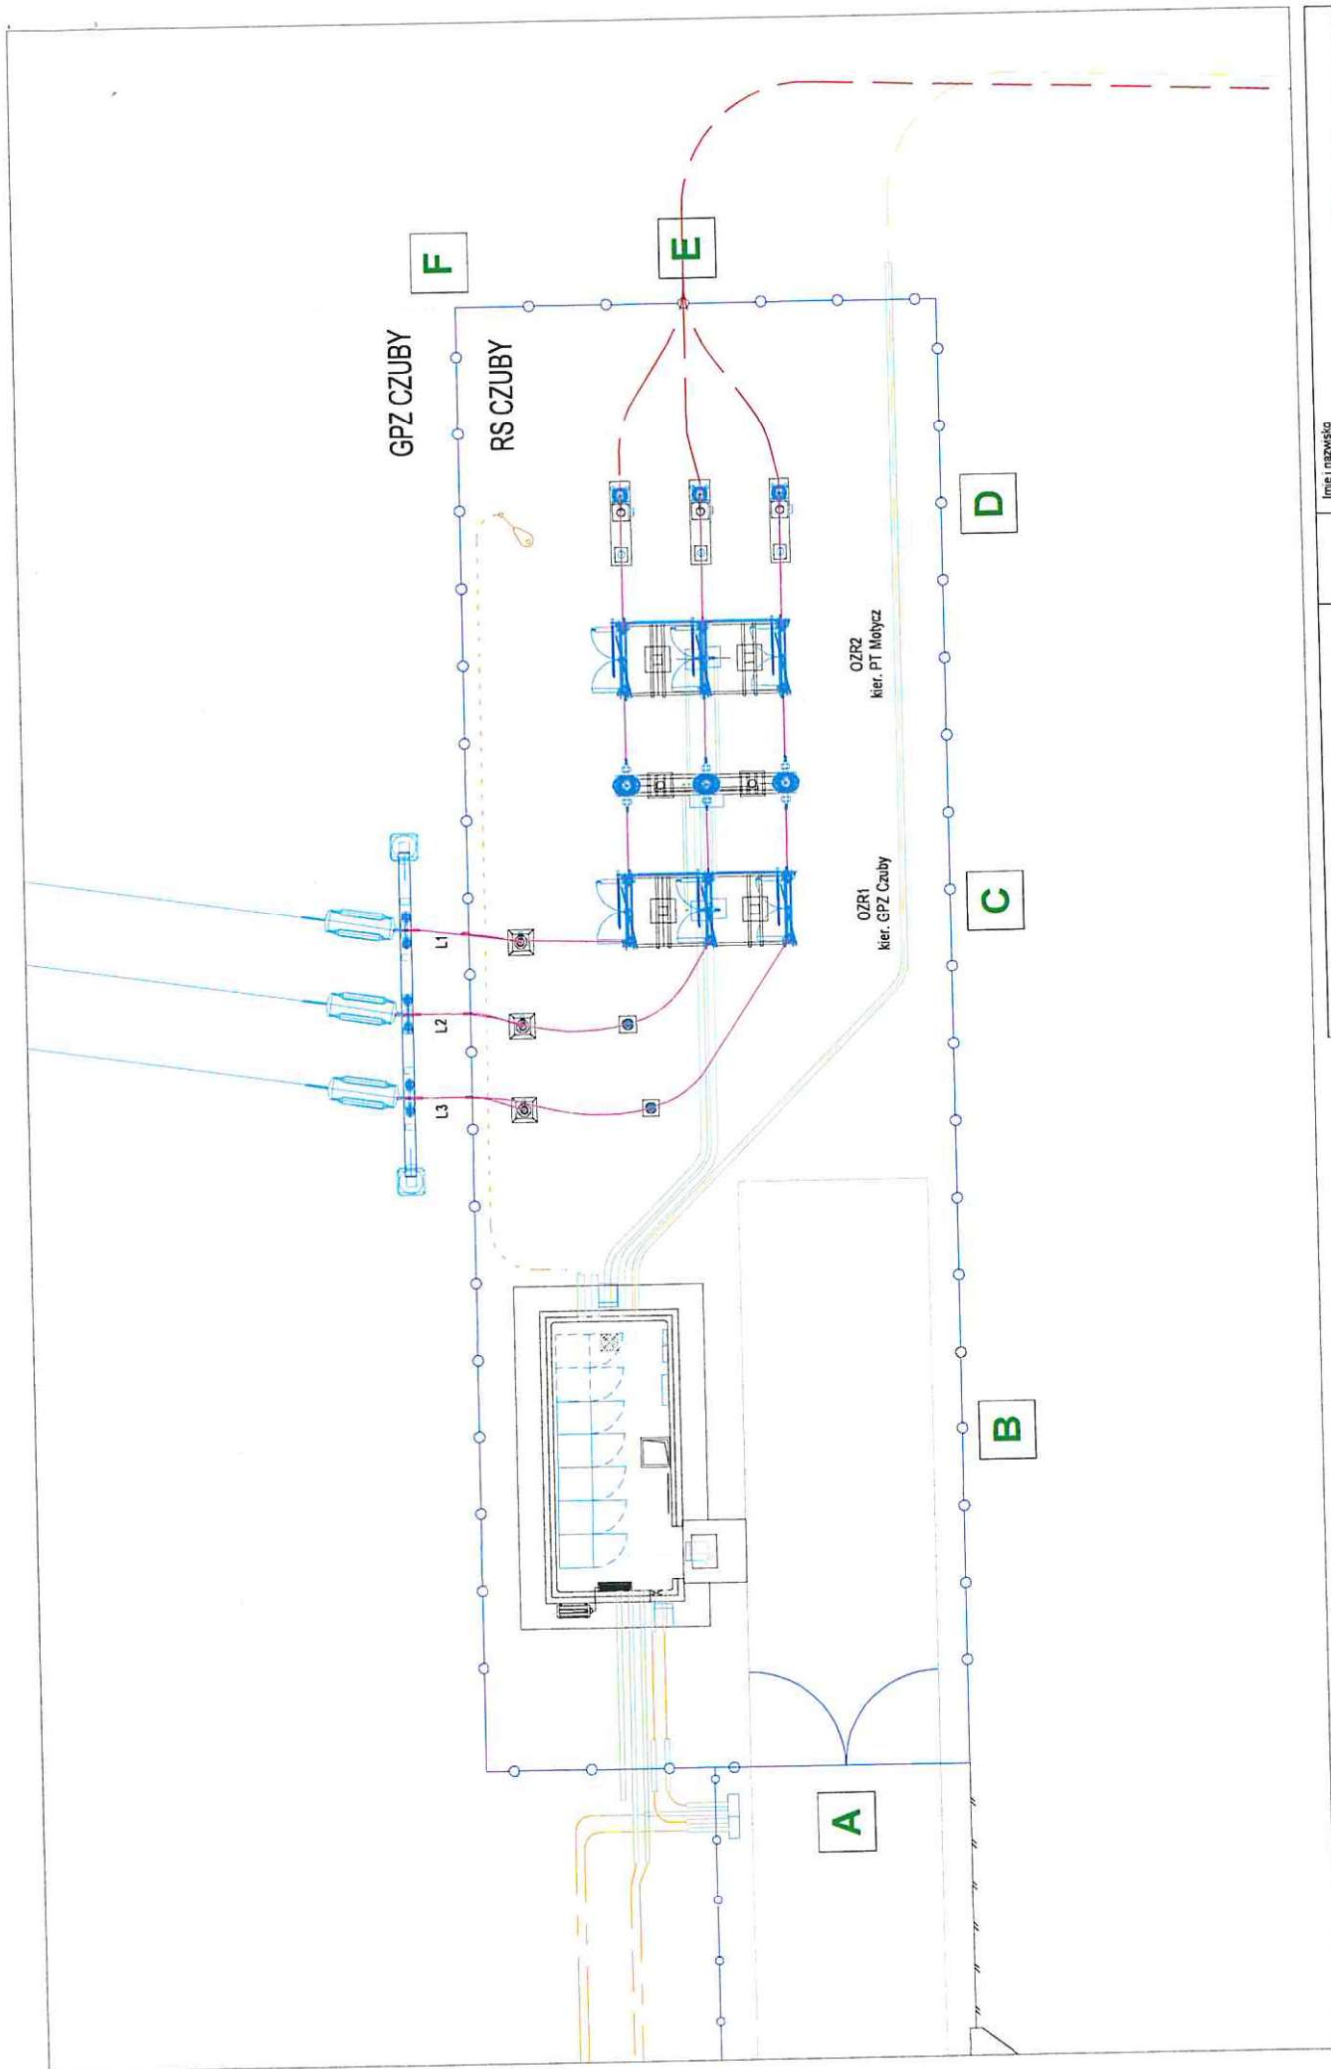 F
E
GPZ CZUBY
RS CZUBY
D
OZR2
kier. PT Motycz
OZR1
kier. GPZ Czuby
C
L1
L2
L3
B
A
Imię i nazwisko